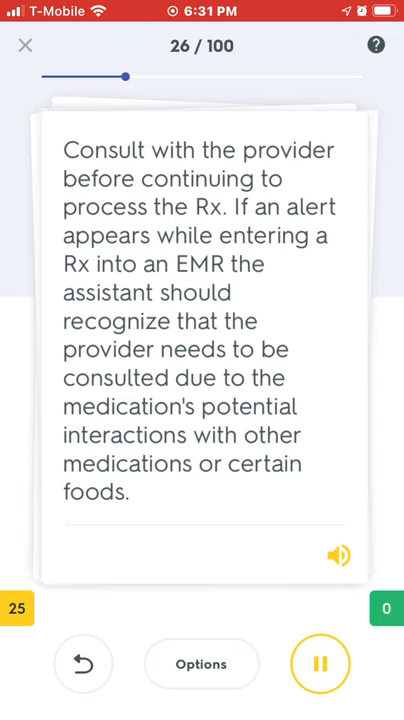 T-Mobile 6:31 PM
26 / 100
Consult with the provider
before continuing to
process the Rx. If an alert
appears while entering a
Rx into an EMR the
assistant should
recognize that the
provider needs to be
consulted due to the
medication's potential
interactions with other
medications or certain
foods.
25
0
Options